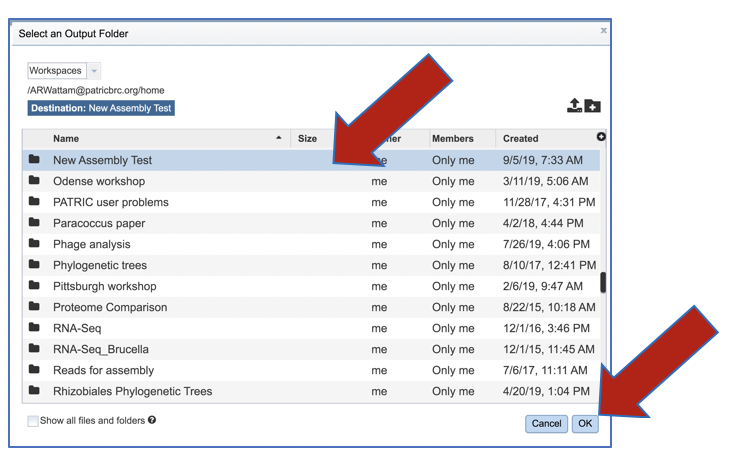 Select an Output Folder x
Workspaces
/ARWattam@patricbrc.org/home
Destination: New Assembly Test
Name Size Members Created
New Assembly Test me Only me 9/5/19, 7:33 AM
Odense workshop me Only me 3/11/19, 5:06 AM
PATRIC user problems me Only me 11/28/17, 4:31 PM
Paracoccus paper me Only me 4/2/18, 4:44 PM
Phage analysis me Only me 7/26/19, 4:06 PM
Phylogenetic trees me Only me 8/10/17, 12:41 PM
Pittsburgh workshop me Only me 2/6/19, 9:47 AM
Proteome Comparison me Only me 8/22/15, 10:18 AM
RNA-Seq me Only me 12/1/16, 3:46 PM
RNA-Seq_Brucella me Only me 12/1/15, 11:45 AM
Reads for assembly me Only me 7/6/17, 11:11 AM
Rhizobiales Phylogenetic Trees me Only me 4/20/19, 1:04 PM
Show all files and folders ?
Cancel OK